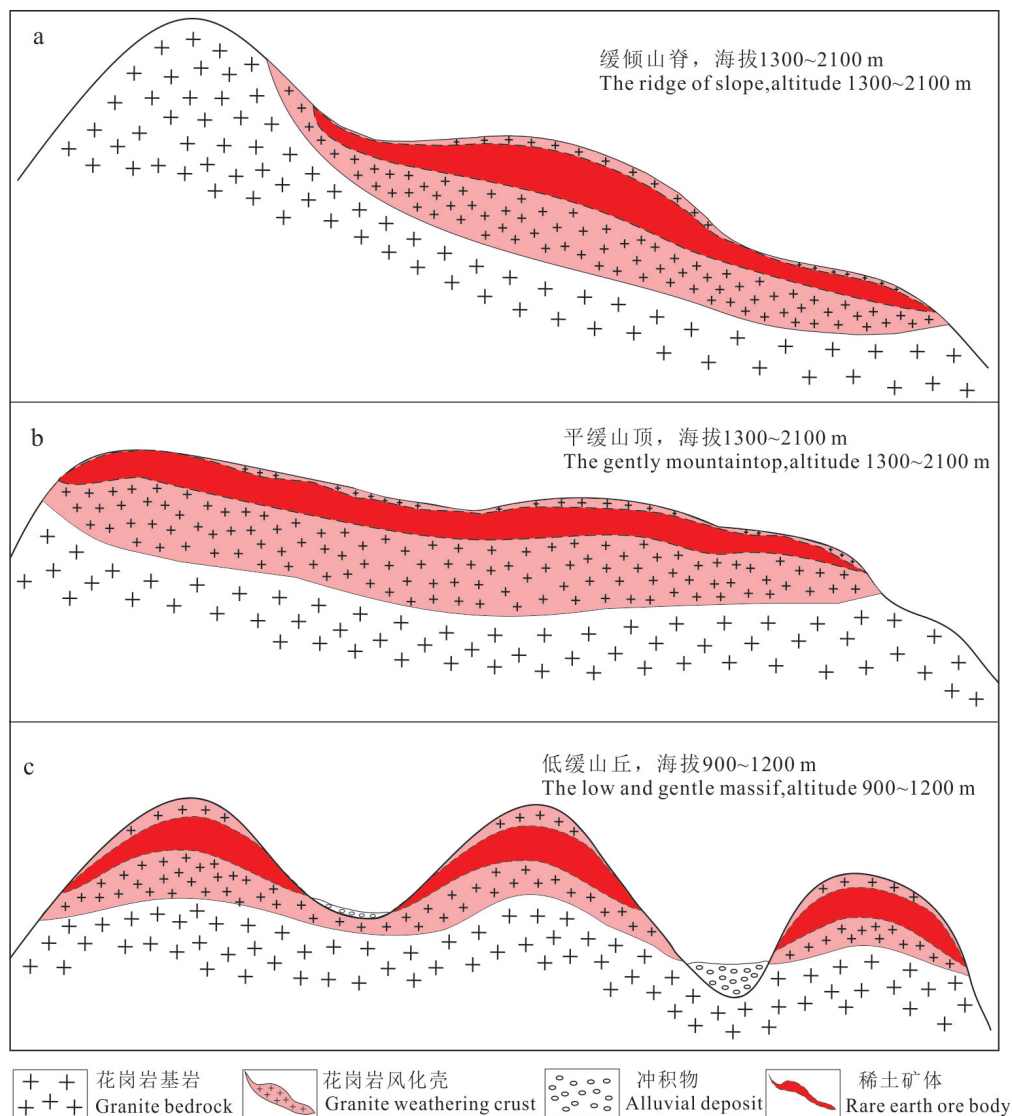 a
缓倾山脊，海拔1300~2100 m
The ridge of slope,altitude 1300~2100 m
b
平缓山顶，海拔1300~2100 m
The gently mountaintop,altitude 1300~2100 m
c
低缓山丘，海拔900~1200 m
The low and gentle massif,altitude 900~1200 m
花岗岩基岩
Granite bedrock
花岗岩风化壳
Granite weathering crust
冲积物
Alluvial deposit
稀土矿体
Rare earth ore body